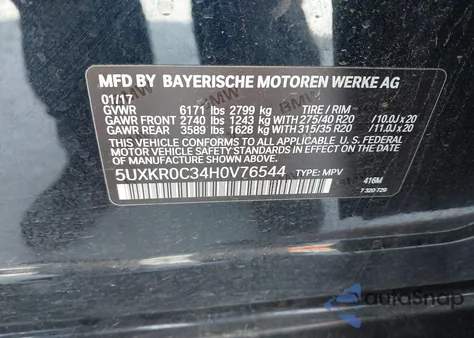 MFD BY BAYERISCHE MOTOREN WERKE AG
01/17
GVWR 6171 lbs 2799 kg TIRE / RIM
GAWR FRONT 2740 lbs 1243 kg WITH 275/40 R20 / 10.0J x 20
GAWR REAR 3589 lbs 1628 kg WITH 315/35 R20 / 11.0J x 20
THIS VEHICLE CONFORMS TO ALL APPLICABLE U. S. FEDERAL
MOTOR VEHICLE SAFETY STANDARDS IN EFFECT ON THE
DATE OF MANUFACTURE SHOWN ABOVE.
5UXKR0C34H0V76544 TYPE: MPV
416M
7 320 729
autoSnap